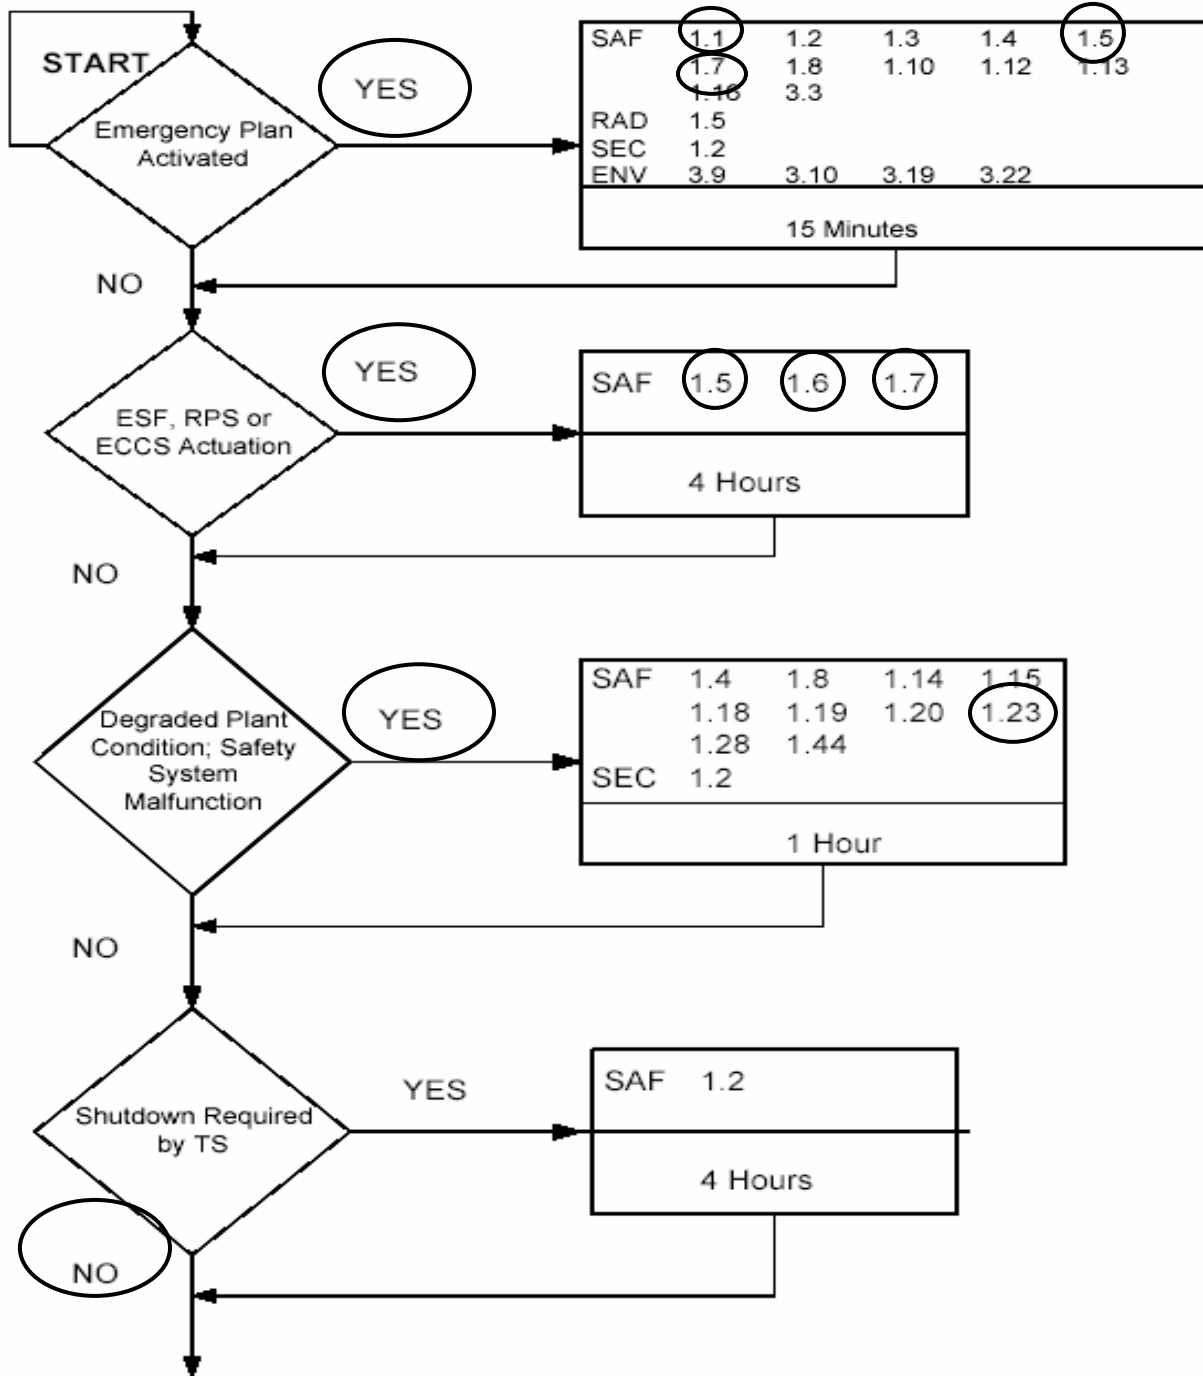 START
YES
Emergency Plan
Activated
SAF 1.1 1.2 1.3 1.4 1.5
1.7 1.8 1.10 1.12 1.13
1.16 3.3
RAD 1.5
SEC 1.2
ENV 3.9 3.10 3.19 3.22
15 Minutes
NO
YES
ESF, RPS or
ECCS Actuation
SAF 1.5 1.6 1.7
4 Hours
NO
YES
Degraded Plant
Condition; Safety
System
Malfunction
SAF 1.4 1.8 1.14 1.15
1.18 1.19 1.20 1.23
1.28 1.44
SEC 1.2
1 Hour
NO
YES
Shutdown Required
by TS
SAF 1.2
4 Hours
NO